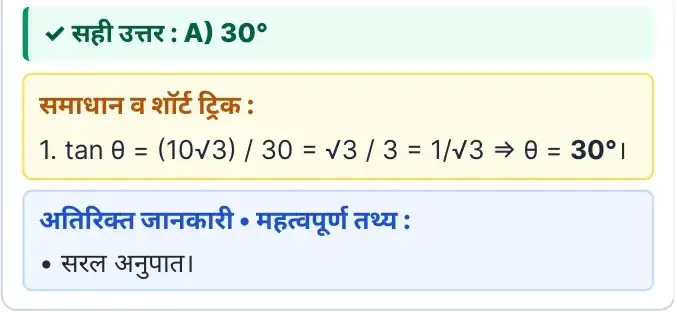 ✓ सही उत्तर : A) 30°
समाधान व शॉर्ट ट्रिक :
1. tan θ = (10√3) / 30 = √3 / 3 = 1/√3 ⇒ θ = 30°।
अतिरिक्त जानकारी • महत्वपूर्ण तथ्य :
• सरल अनुपात।